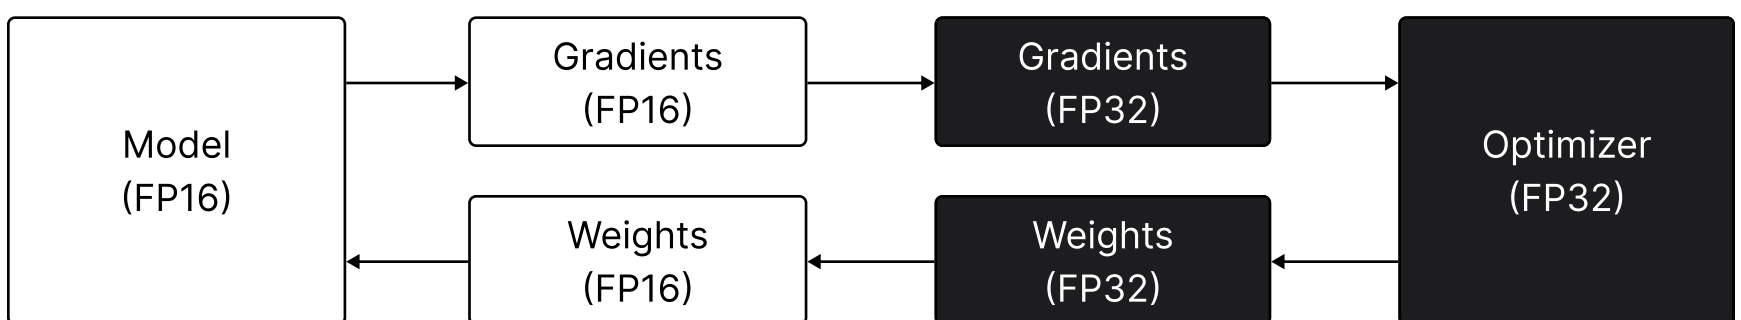 Model
(FP16)
Gradients
(FP16)
Gradients
(FP32)
Optimizer
(FP32)
Weights
(FP16)
Weights
(FP32)